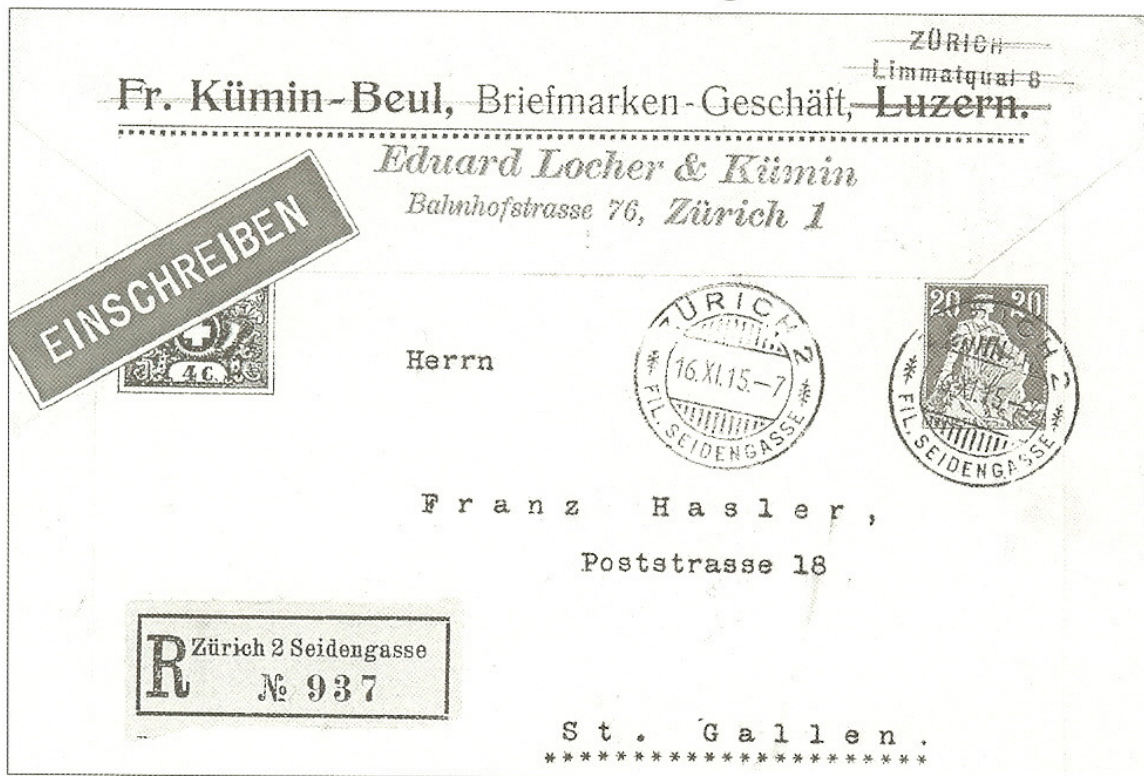 ZÜRICH
Limmatquai 8
Fr. Kümin-Beul, Briefmarken-Geschäft, Luzern.
Eduard Locher & Kümin
Bahnhofstrasse 76, Zürich 1
EINSCHREIBEN
4 C.
Herrn
ZÜRICH 2
16.XI.15.-7
FIL. SEIDENGASSE
20 20
FIL. SEIDENGASSE
Franz Hasler,
Poststrasse 18
R Zürich 2 Seidengasse
№ 937
St. Gallen.